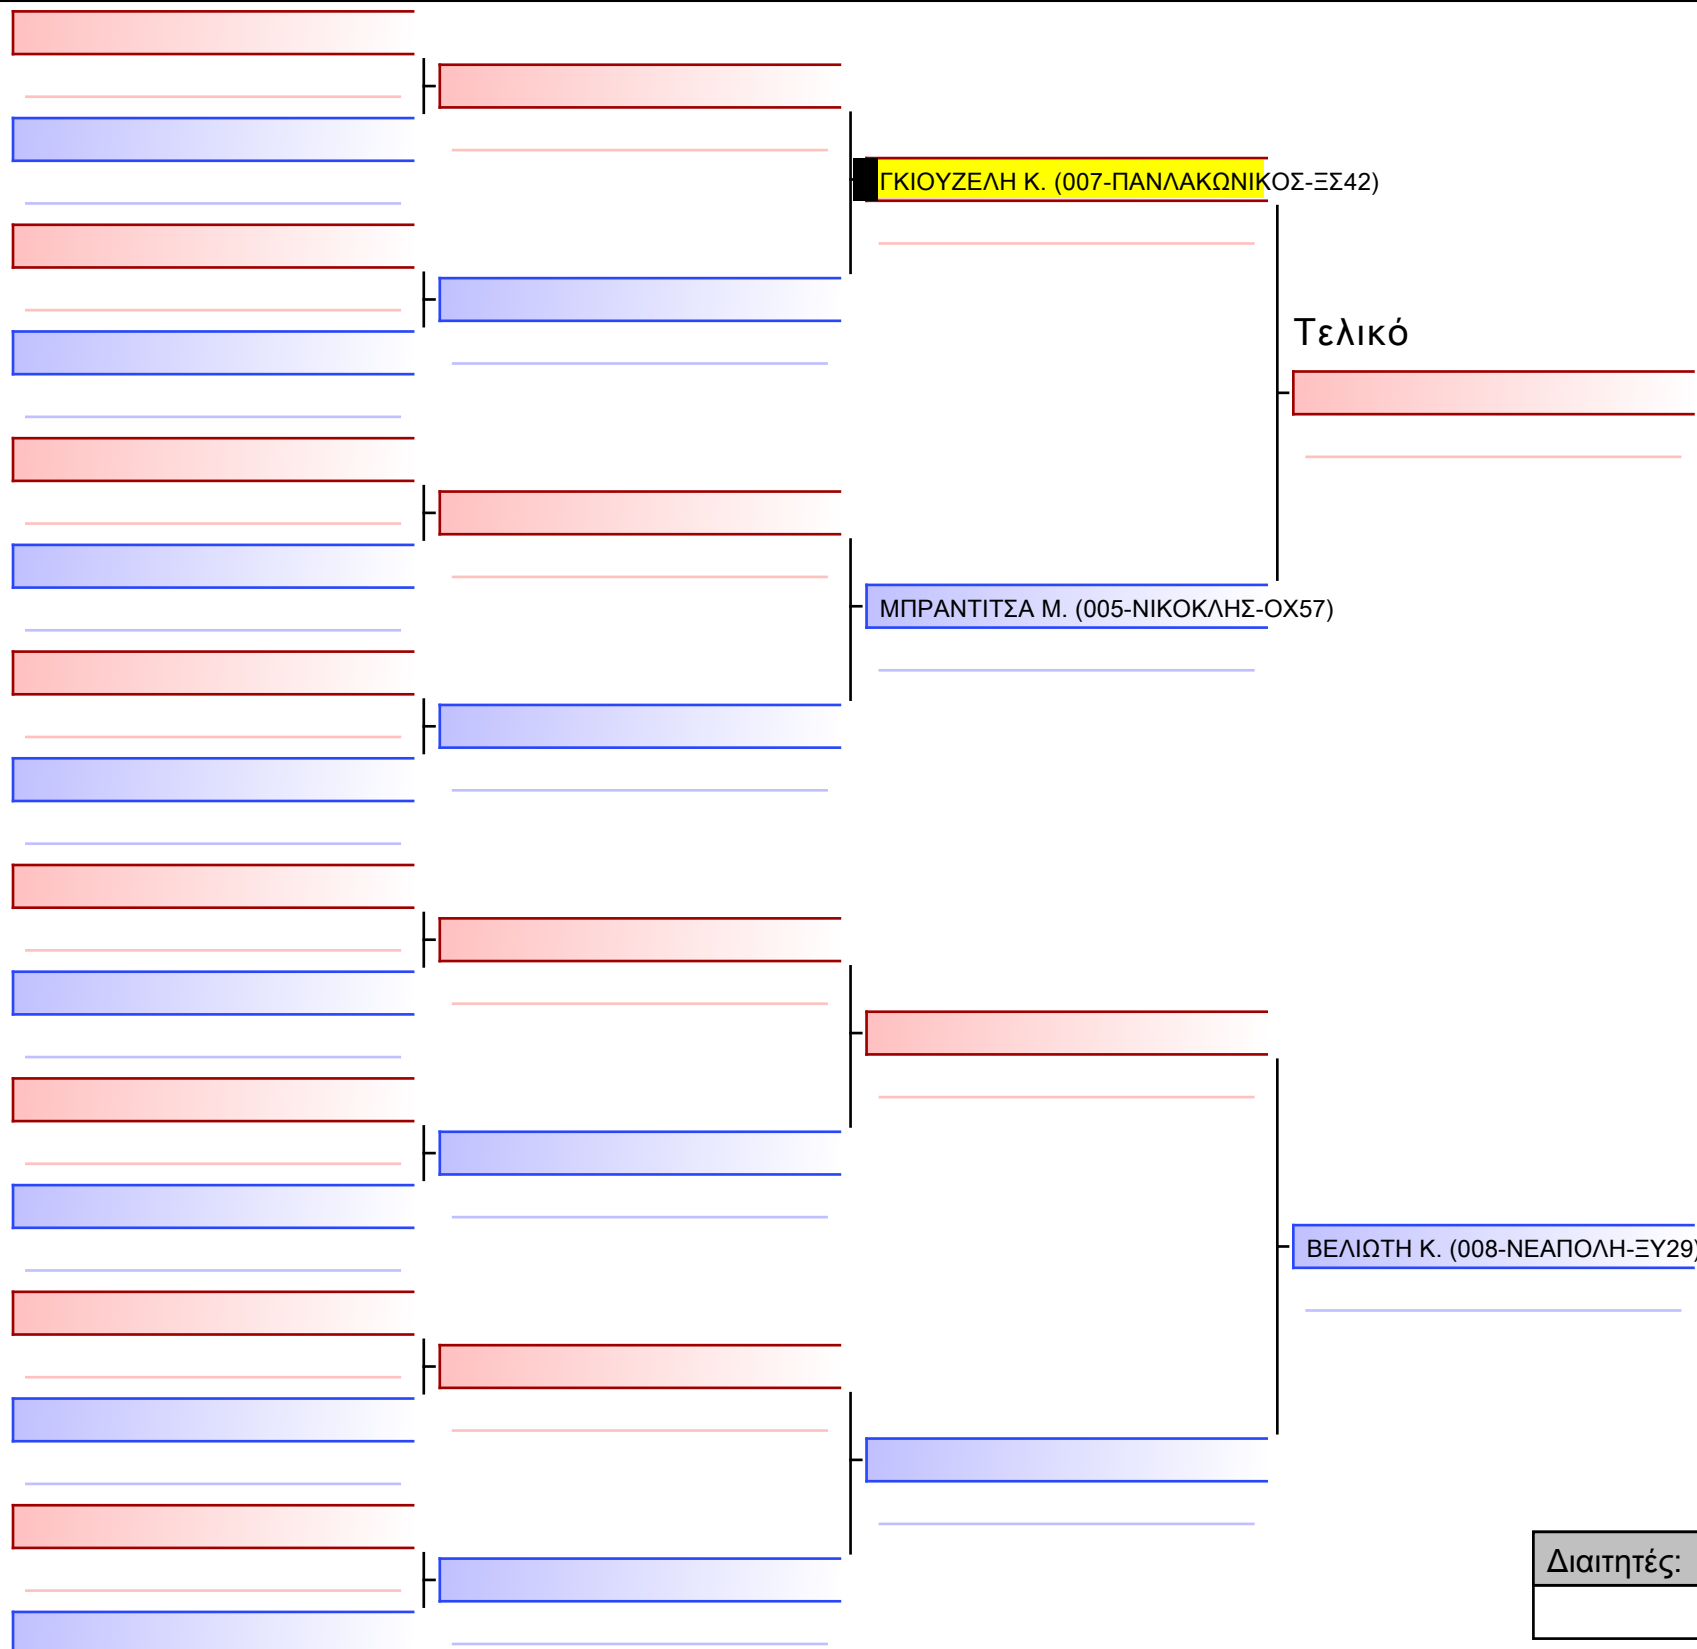 ΓΚΙΟΥΖΕΛΗ Κ. (007-ΠΑΝΛΑΚΩΝΙΚΟΣ-ΞΣ42)
Τελικό
ΜΠΡΑΝΤΙΤΣΑ Μ. (005-ΝΙΚΟΚΛΗΣ-ΟΧ57)
ΒΕΛΙΩΤΗ Κ. (008-ΝΕΑΠΟΛΗ-ΞΥ29)
Διαιτητές: